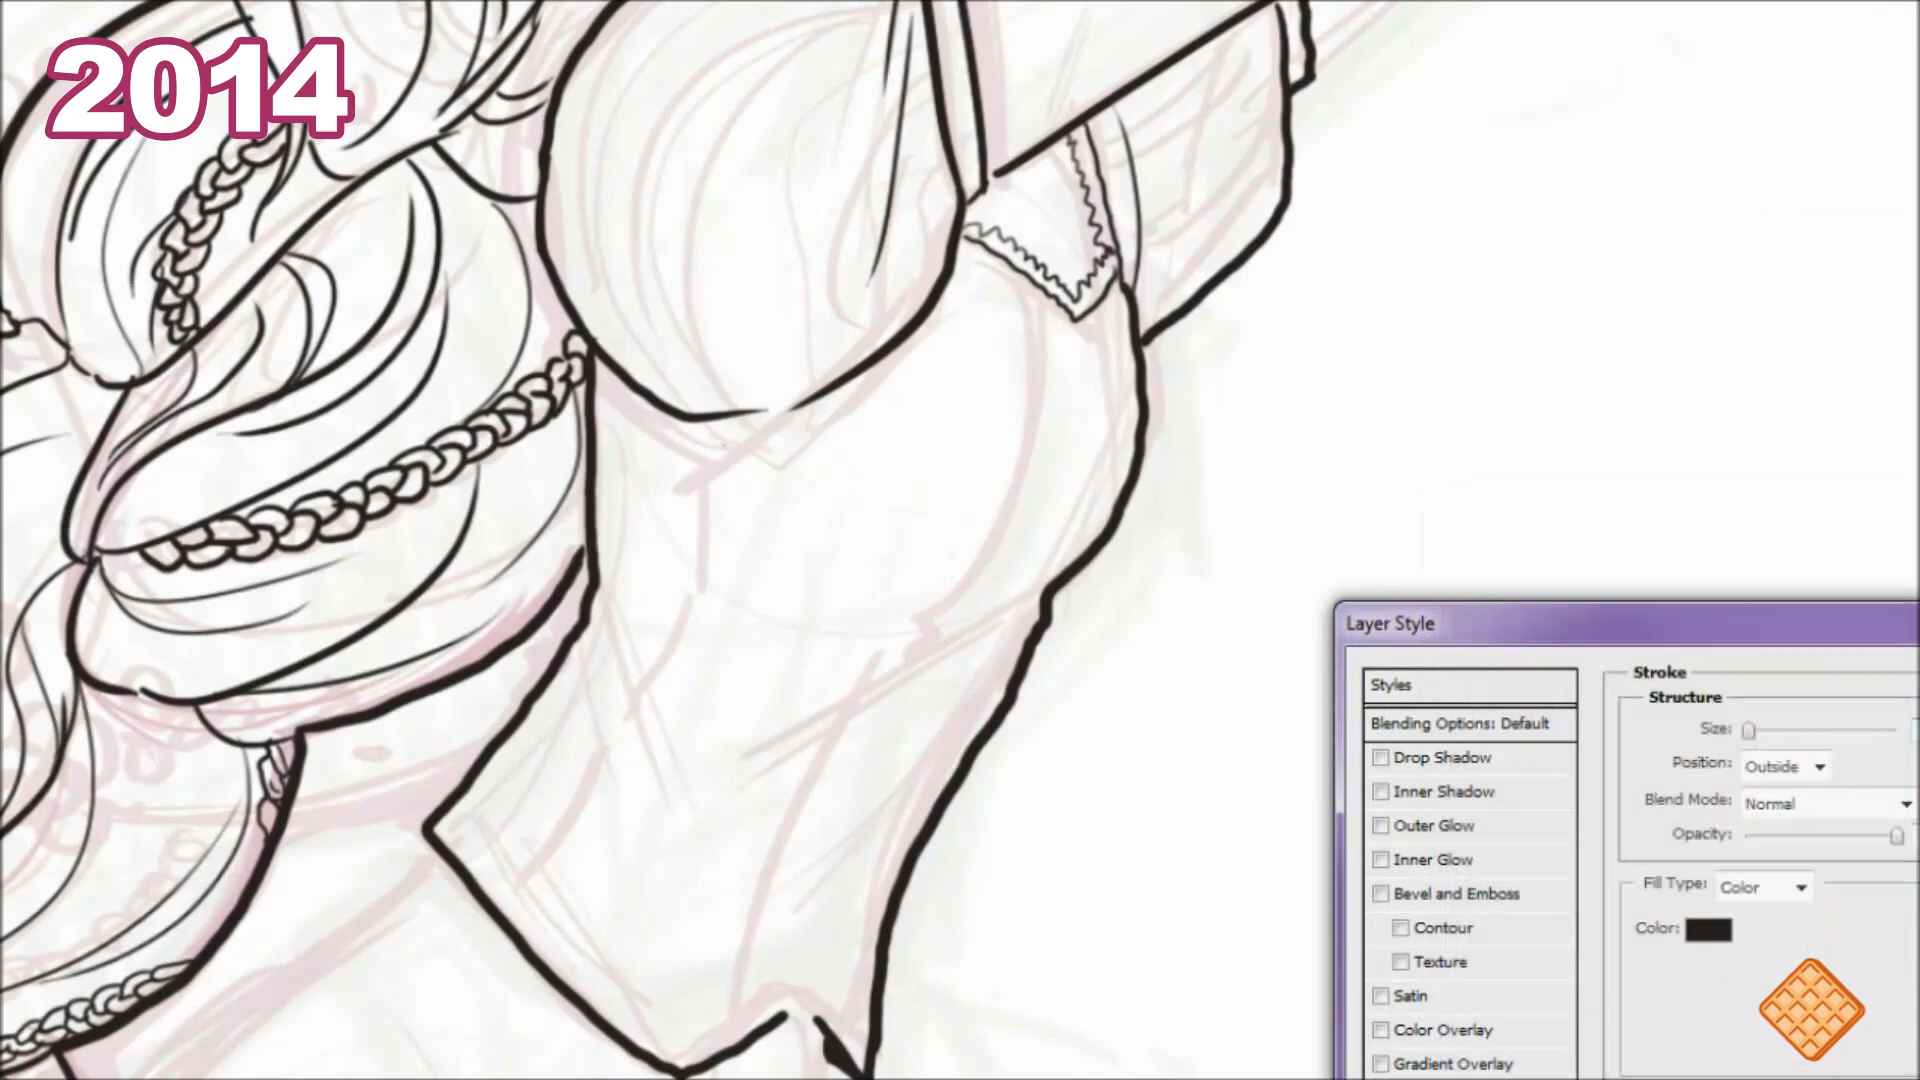 2014
Layer Style
Styles
Blending Options: Default
Drop Shadow
Inner Shadow
Outer Glow
Inner Glow
Bevel and Emboss
Contour
Texture
Satin
Color Overlay
Gradient Overlay
Stroke
Structure
Size:
Position: Outside
Blend Mode: Normal
Opacity:
Fill Type: Color
Color: